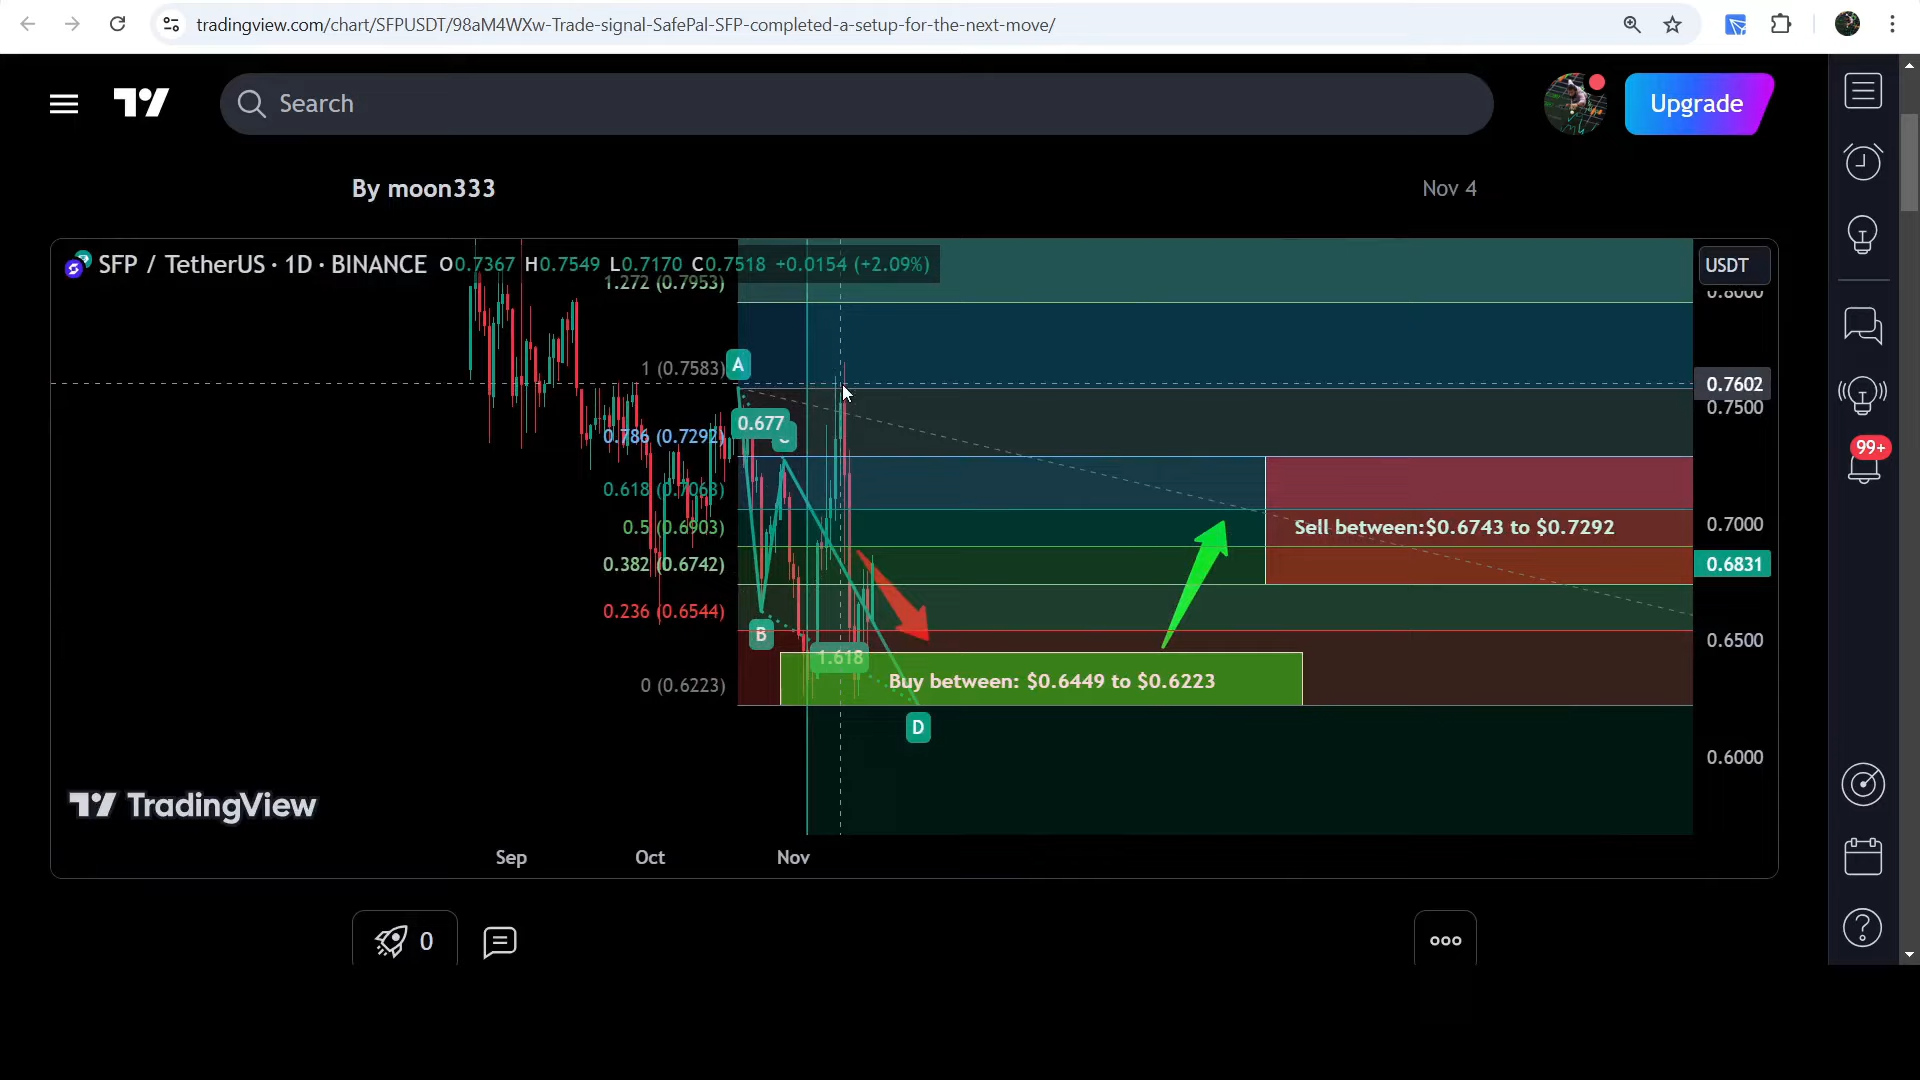 tradingview.com/chart/SFPUSDT/98aM4WXw-Trade-signal-SafePal-SFP-completed-a-setup-for-the-next-move/
Search
Upgrade
By moon333
Nov 4
SFP / TetherUS · 1D · BINANCE O0.7367 H0.7549 L0.7170 C0.7518 +0.0154 (+2.09%)
USDT
1.272 (0.7953)
0.8000
1 (0.7583)
A
0.7602
0.7500
0.677
C
0.786 (0.7292)
0.618 (0.7063)
0.5 (0.6903)
Sell between:$0.6743 to $0.7292
0.7000
0.382 (0.6742)
0.6831
0.236 (0.6544)
B
0.6500
1.618
0 (0.6223)
Buy between: $0.6449 to $0.6223
D
0.6000
TradingView
Sep
Oct
Nov
99+
0